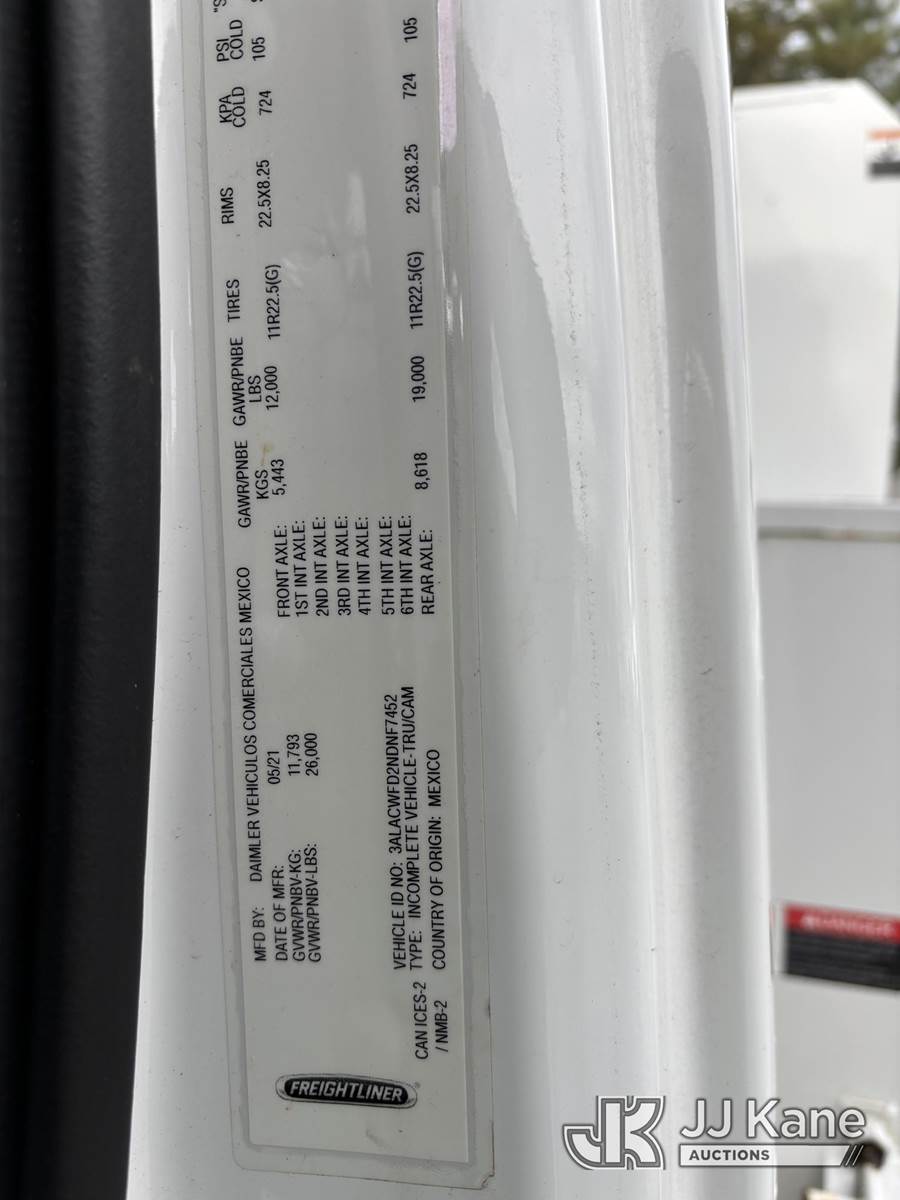 FREIGHTLINER
MFD BY: DAIMLER VEHICULOS COMERCIALES MEXICO
DATE OF MFR: 05/21
GVWR/PNBV-KG: 11,793
GVWR/PNBV-LBS: 26,000
CAN ICES-2
/ NMB-2
VEHICLE ID NO: 3ALACWFD2NDNF7452
TYPE: INCOMPLETE VEHICLE-TRU/CAM
COUNTRY OF ORIGIN: MEXICO
GAWR/PNBE GAWR/PNBE TIRES RIMS KPA PSI
KGS LBS COLD COLD
FRONT AXLE: 5,443 12,000 11R22.5(G) 22.5X8.25 724 105
1ST INT AXLE:
2ND INT AXLE:
3RD INT AXLE:
4TH INT AXLE:
5TH INT AXLE:
6TH INT AXLE:
REAR AXLE: 8,618 19,000 11R22.5(G) 22.5X8.25 724 105
DANGER
JK JJ Kane
AUCTIONS